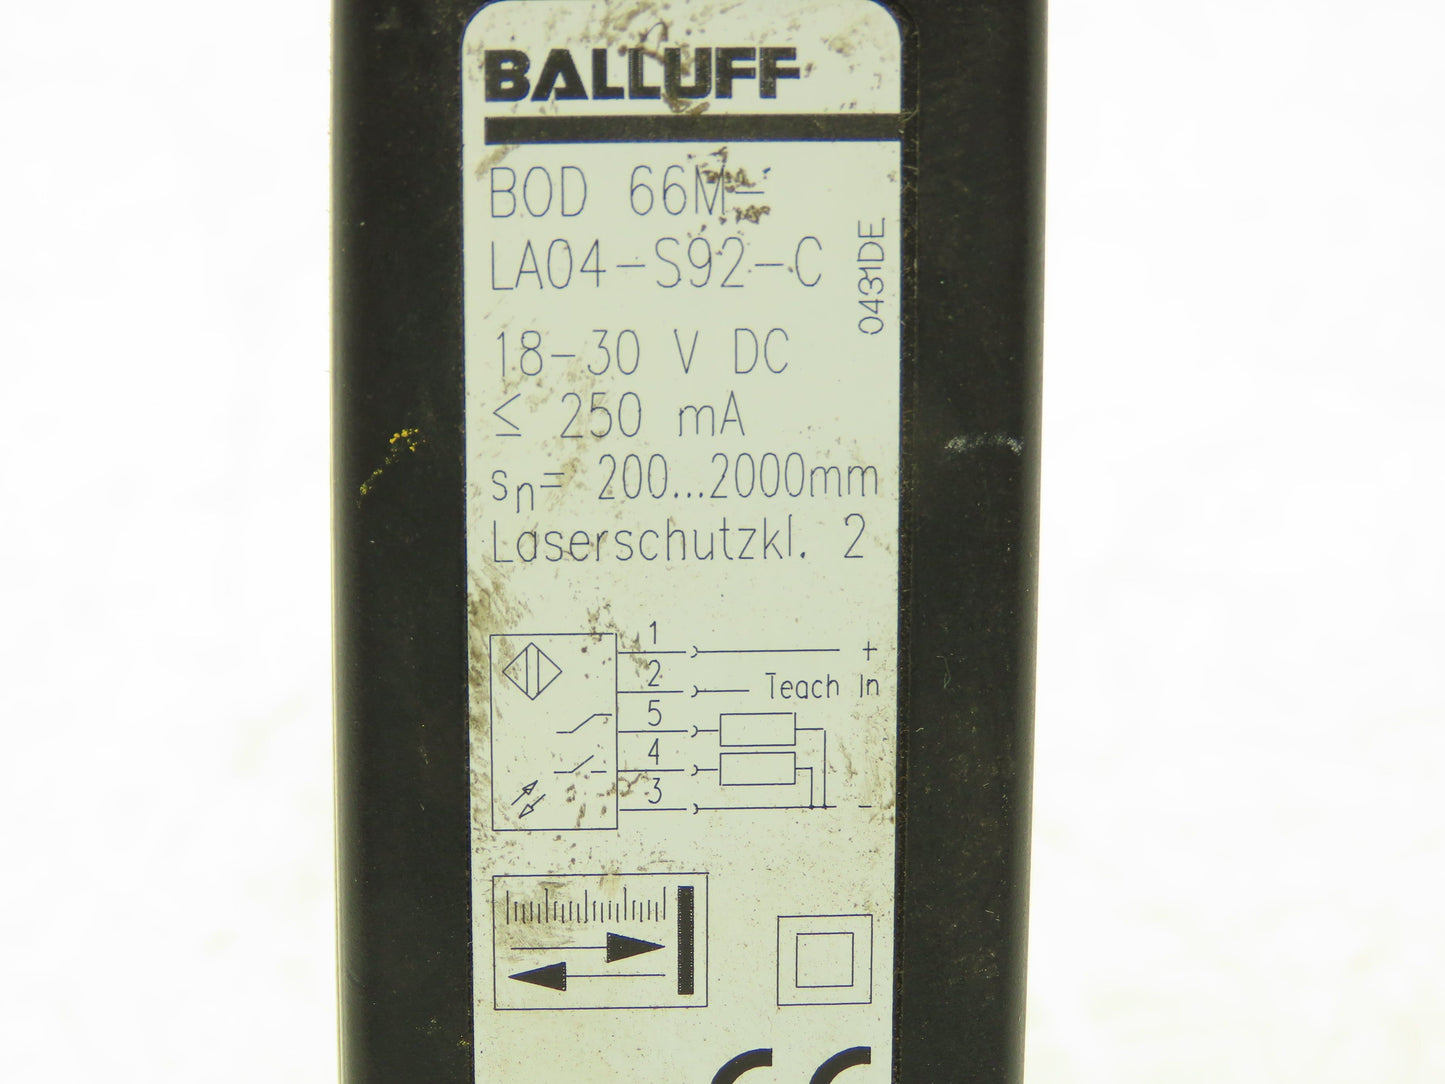 BALLUFF
BOD 66M-
LA04-S92-C
0431DE
18-30 V DC
≤ 250 mA
sn= 200...2000mm
Laserschutzkl. 2
1 +
2 Teach In
5
4
3 -
CE